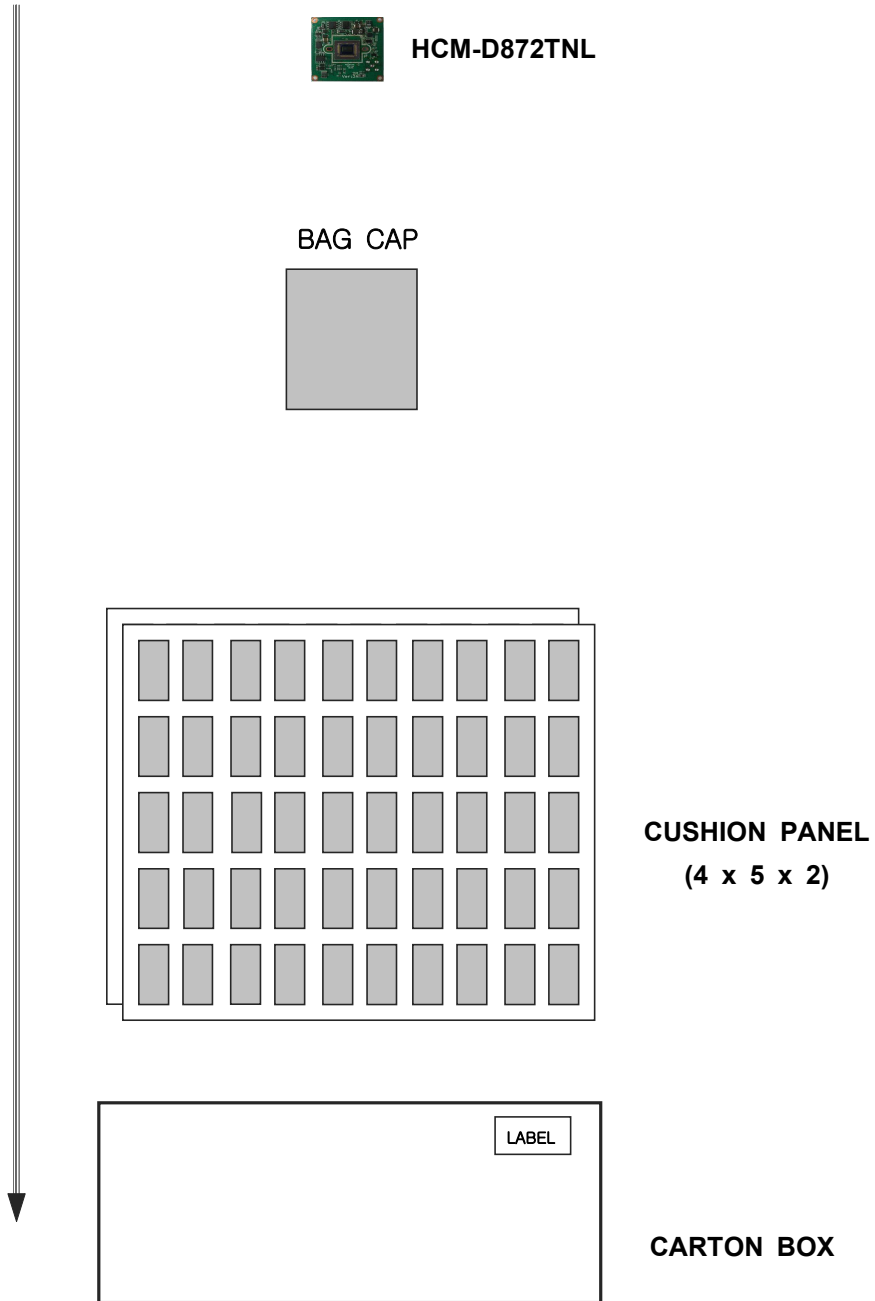 HCM-D872TNL
BAG CAP
CUSHION PANEL
(4 x 5 x 2)
LABEL
CARTON BOX